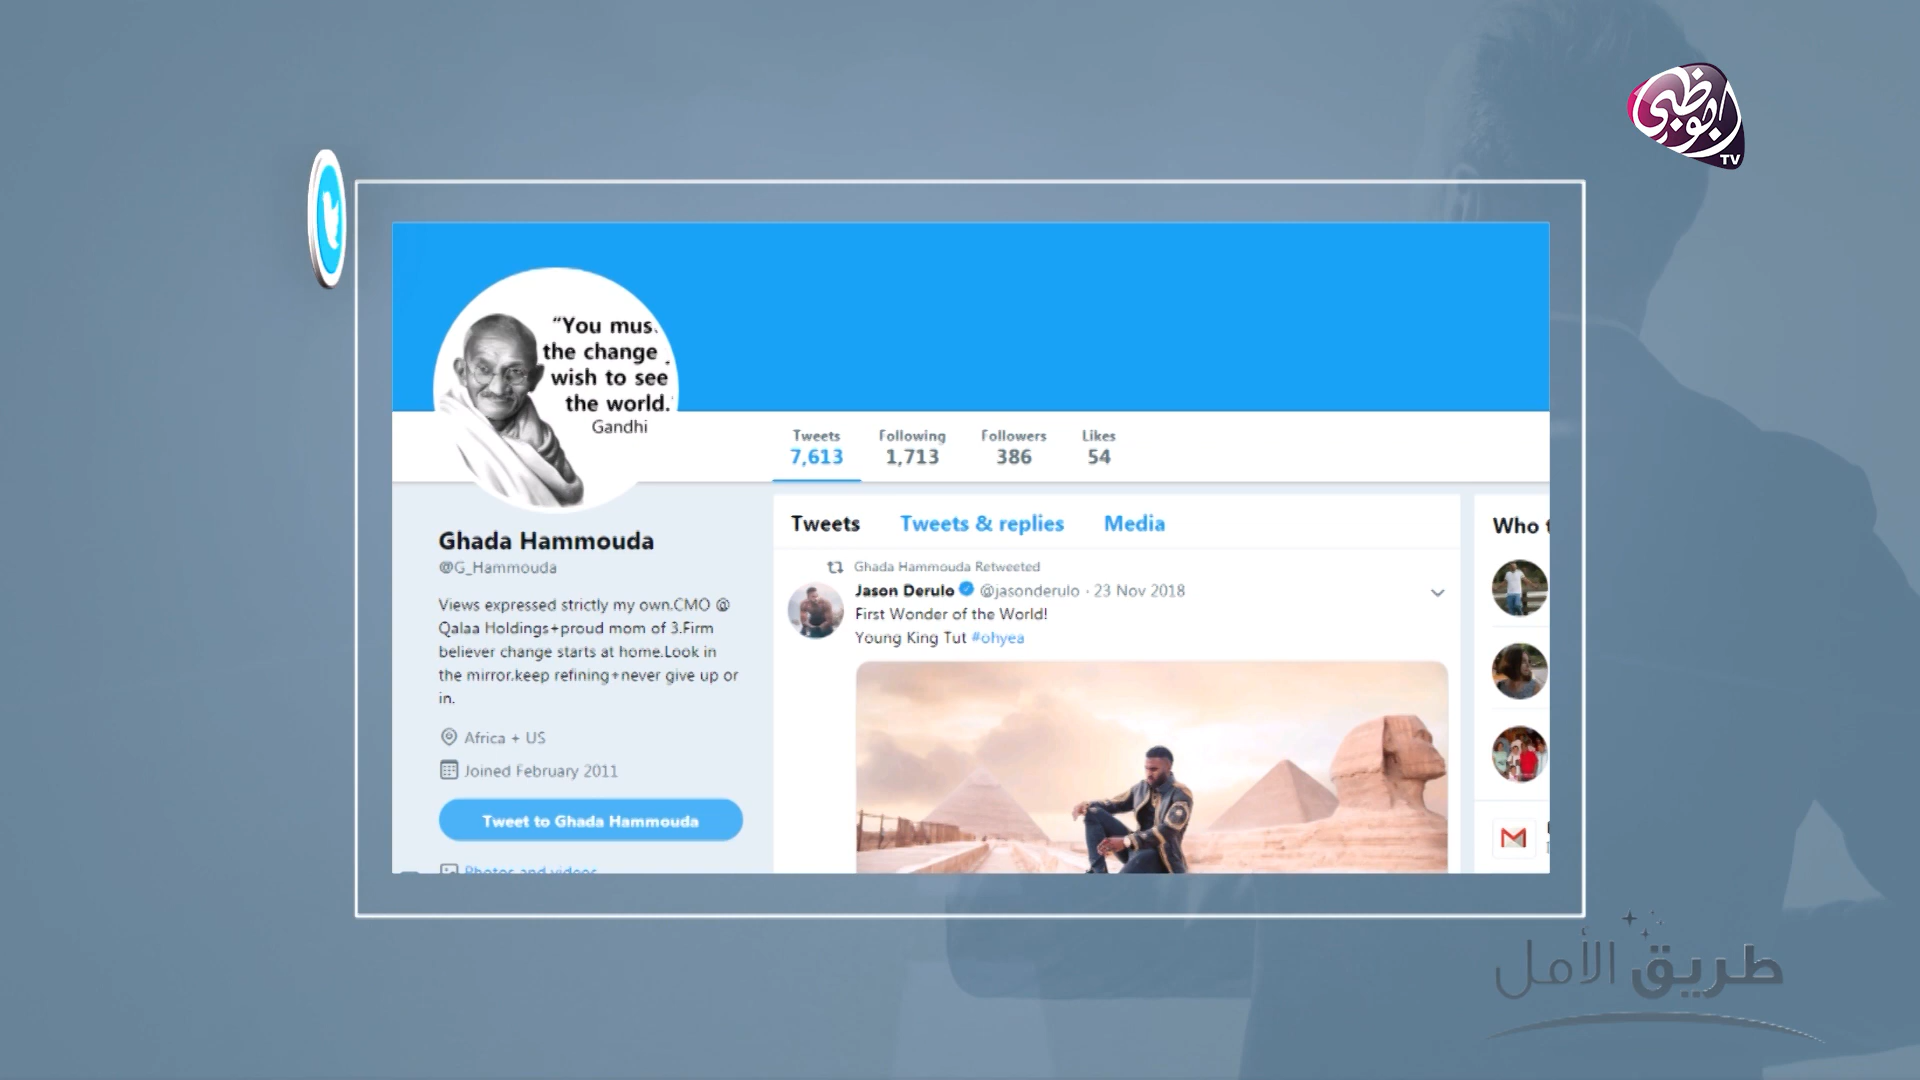 أبوظبي
TV
“You mus
the change
wish to see
the world.
Gandhi
Tweets
7,613
Following
1,713
Followers
386
Likes
54
Ghada Hammouda
@G_Hammouda
Views expressed strictly my own.CMO @
Qalaa Holdings+proud mom of 3.Firm
believer change starts at home.Look in
the mirror.keep refining+never give up or
in.
Africa + US
Joined February 2011
Tweet to Ghada Hammouda
Photos and videos
Tweets Tweets & replies Media
Ghada Hammouda Retweeted
Jason Derulo @jasonderulo · 23 Nov 2018
First Wonder of the World!
Young King Tut #ohyea
Who
طريق الأمل